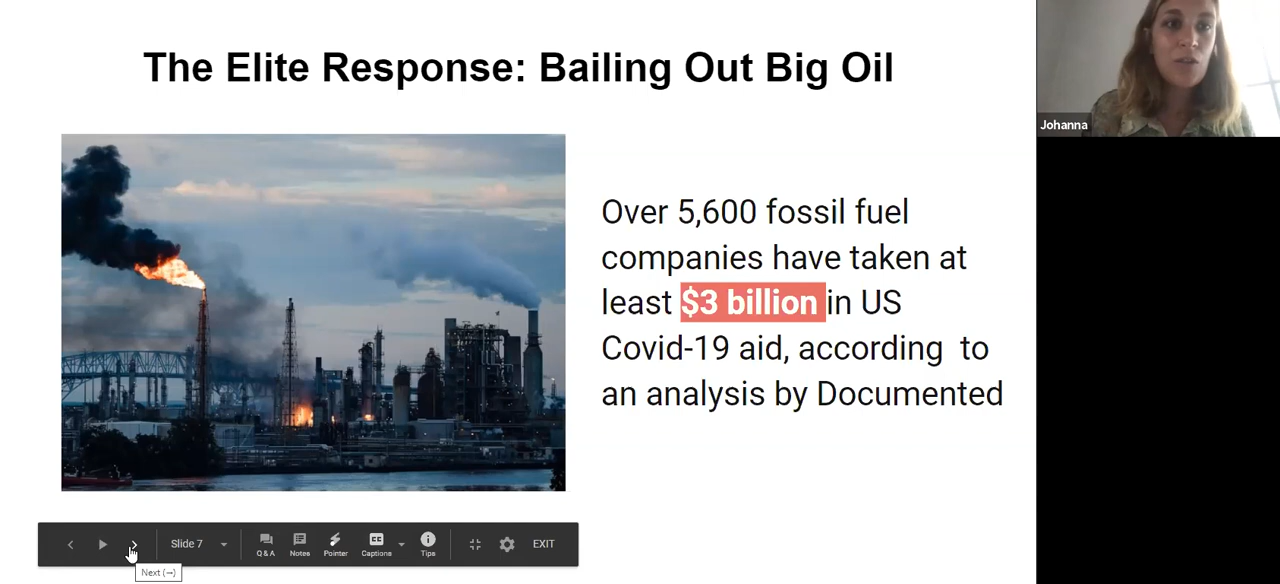 The Elite Response: Bailing Out Big Oil
Johanna
Over 5,600 fossil fuel
companies have taken at
least $3 billion in US
Covid-19 aid, according  to
an analysis by Documented
Slide 7
Q & A
Notes
Pointer
Captions
Tips
EXIT
Next (→)